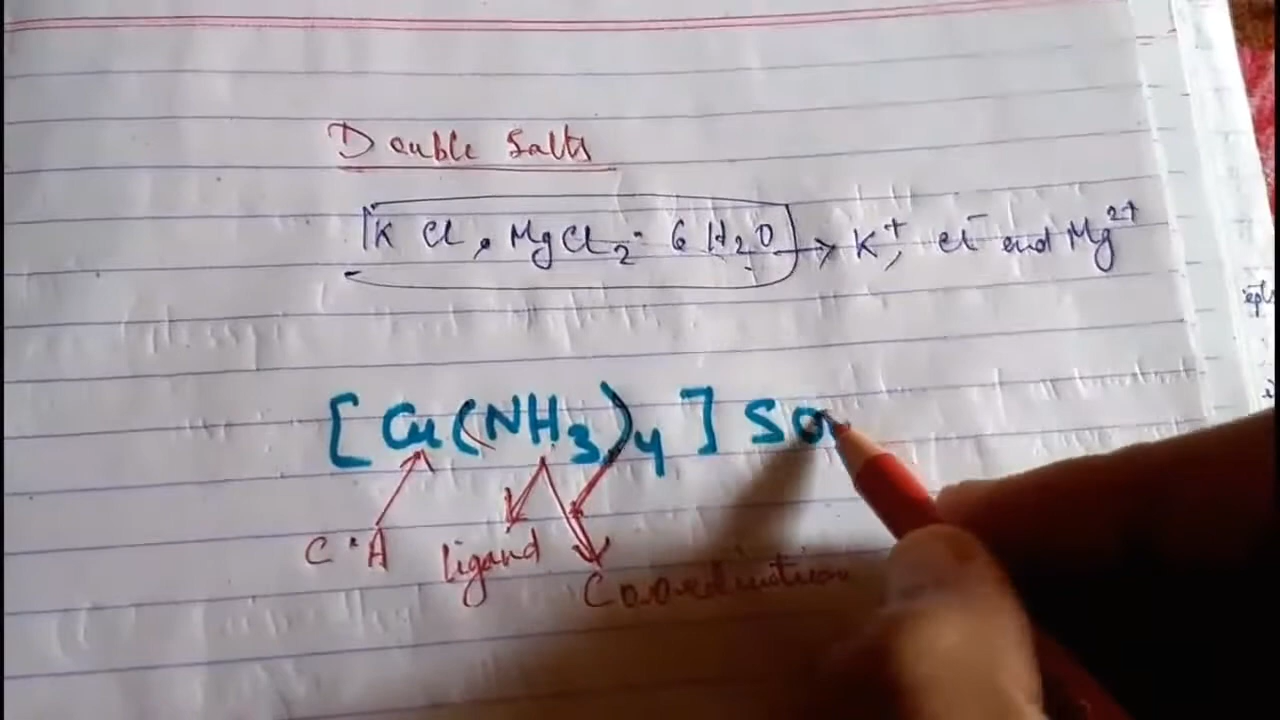 Double Salts
KCl . MgCl₂ . 6H₂O → K⁺, Cl⁻ and Mg²⁺
[Cu(NH₃)₄] SO
C.A ligand
Coordination